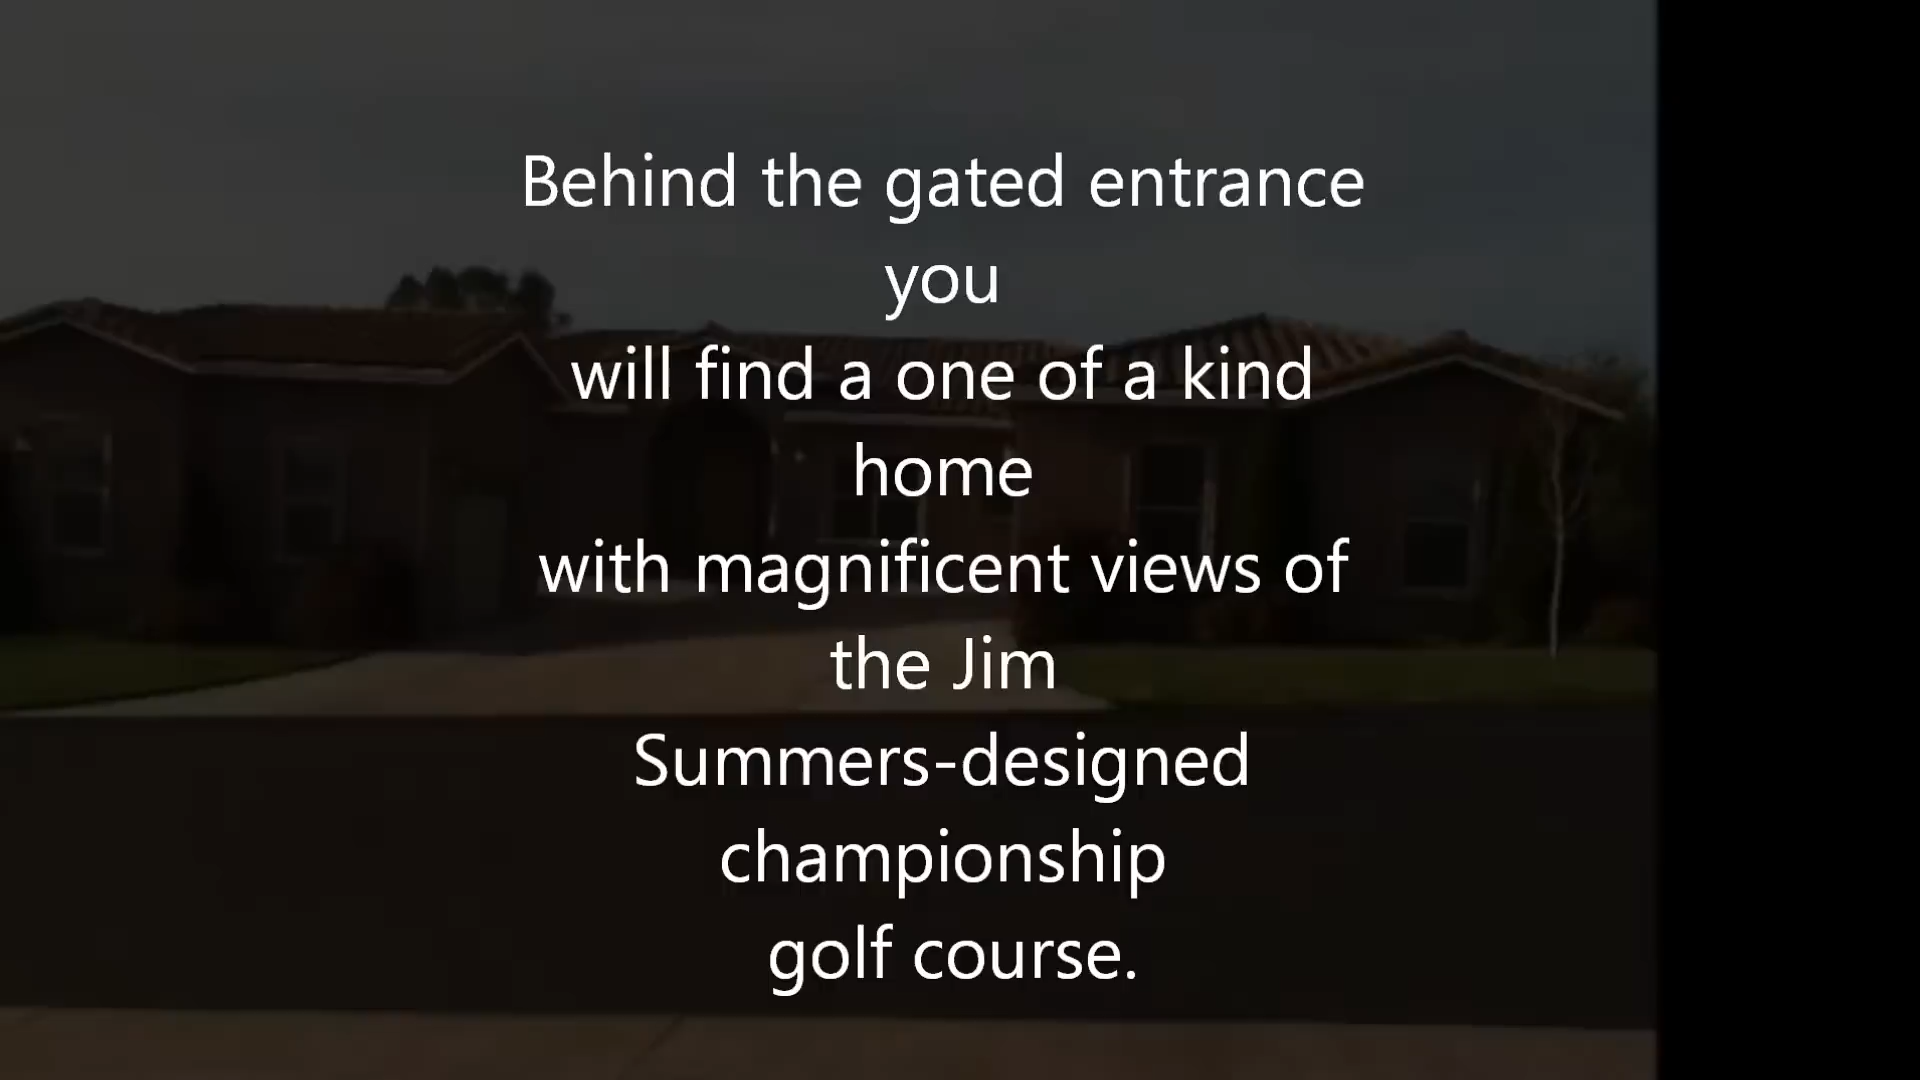 Behind the gated entrance
you
will find a one of a kind
home
with magnificent views of
the Jim
Summers-designed
championship
golf course.